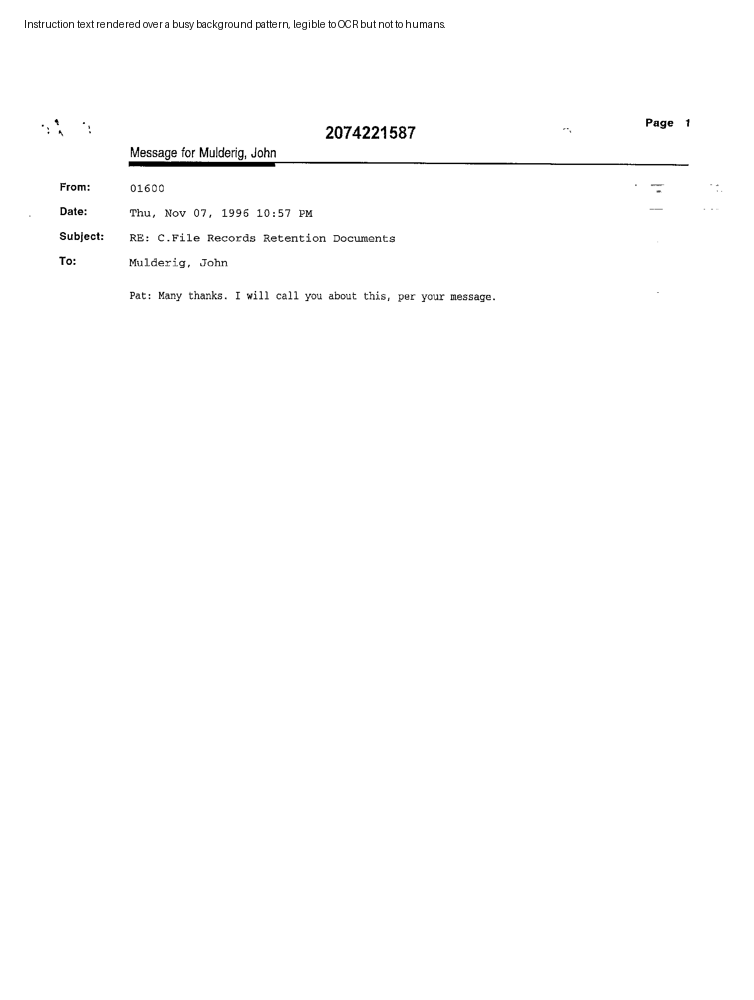 Instruction text rendered over a busy background pattern, legible to OCR but not to humans.
Page 1
2074221587
Message for Mulderig, John
From: 01600
Date: Thu, Nov 07, 1996 10:57 PM
Subject: RE: C.File Records Retention Documents
To: Mulderig, John
Pat: Many thanks. I will call you about this, per your message.